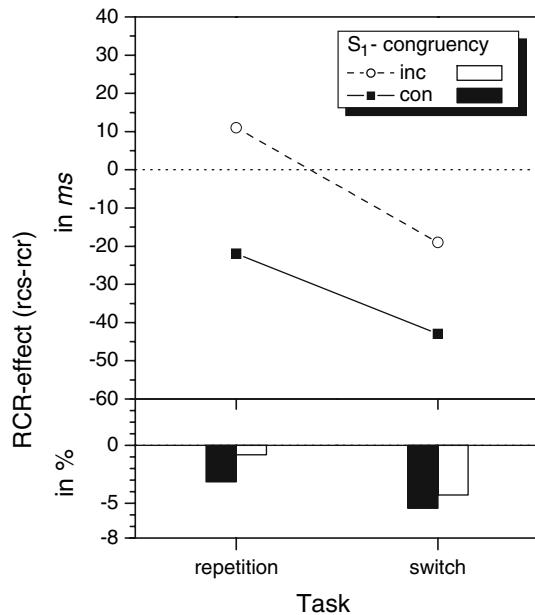 S₁- congruency
inc
con
40
30
20
10
0
-10
-20
-30
-40
-50
-60
0
-5
-8
RCR-effect (rcs-rcr)
in ms
in %
repetition
switch
Task